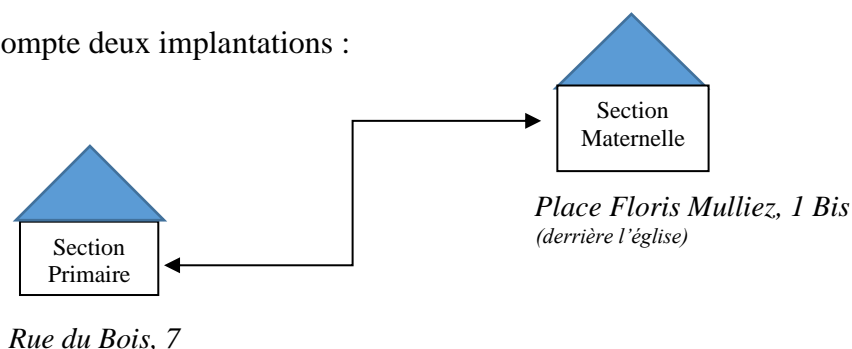 ompte deux implantations :
Section
Maternelle
Place Floris Mulliez, 1 Bis
(derrière l’église)
Section
Primaire
Rue du Bois, 7